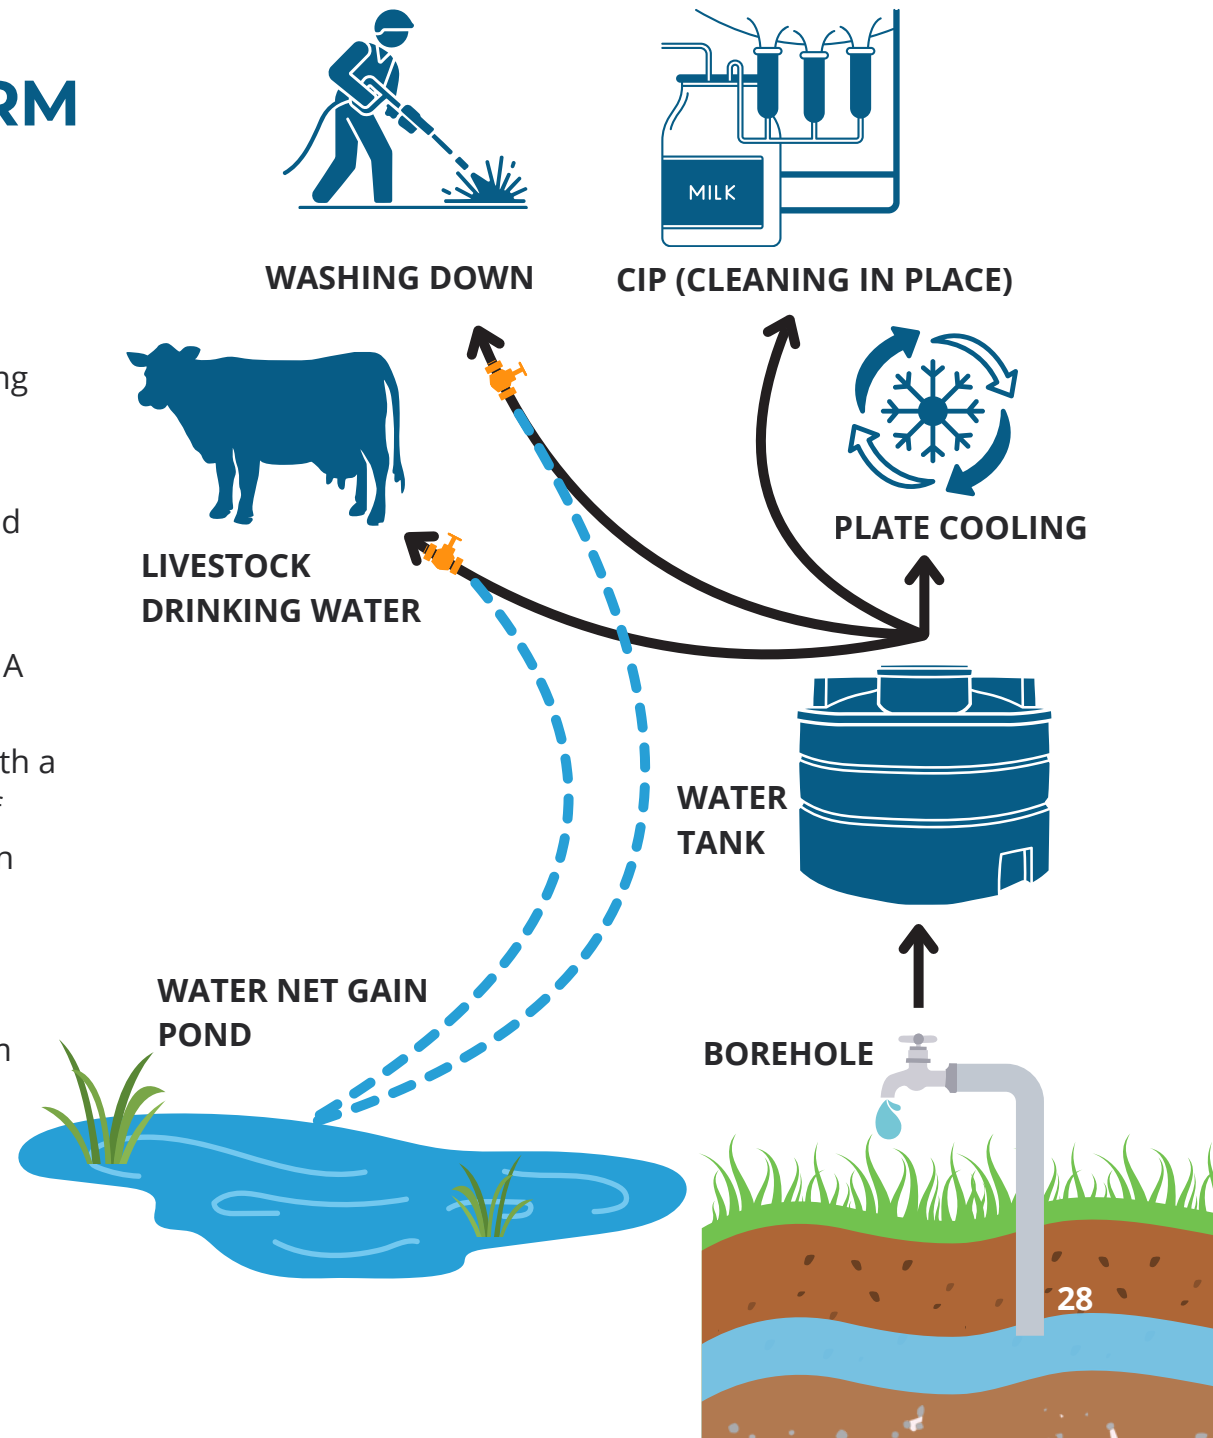 RM
WASHING DOWN
MILK
CIP (CLEANING IN PLACE)
ng
d
A
th a
n
n
PLATE COOLING
LIVESTOCK
DRINKING WATER
WATER
TANK
WATER NET GAIN
POND
BOREHOLE
28